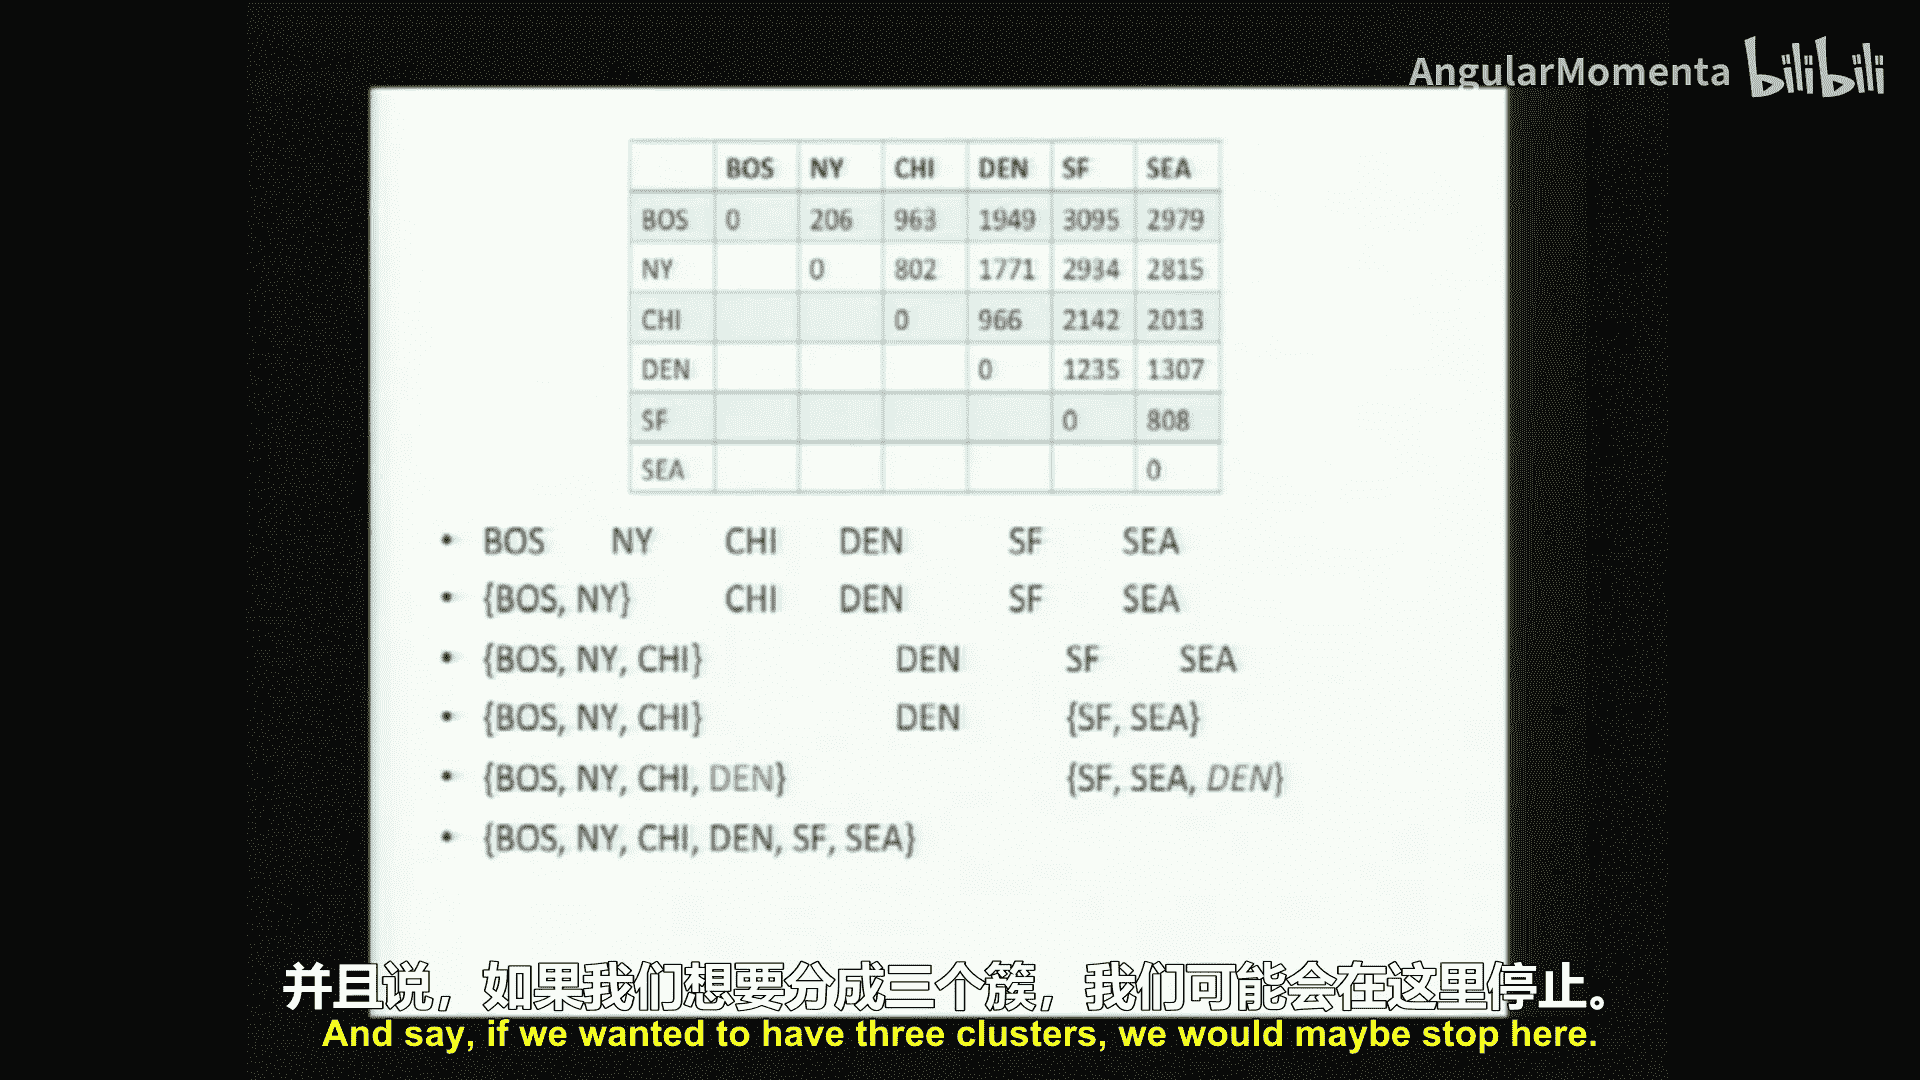 AngularMomenta bilibili
BOS NY CHI DEN SF SEA
BOS 0 206 963 1949 3095 2979
NY 0 802 1771 2934 2815
CHI 0 966 2142 2013
DEN 0 1235 1307
SF 0 808
SEA 0
• BOS NY CHI DEN SF SEA
• {BOS, NY} CHI DEN SF SEA
• {BOS, NY, CHI} DEN SF SEA
• {BOS, NY, CHI} DEN {SF, SEA}
• {BOS, NY, CHI, DEN} {SF, SEA, DEN}
• {BOS, NY, CHI, DEN, SF, SEA}
并且说，如果我们想要分成三个簇，我们可能会在这里停止。
And say, if we wanted to have three clusters, we would maybe stop here.